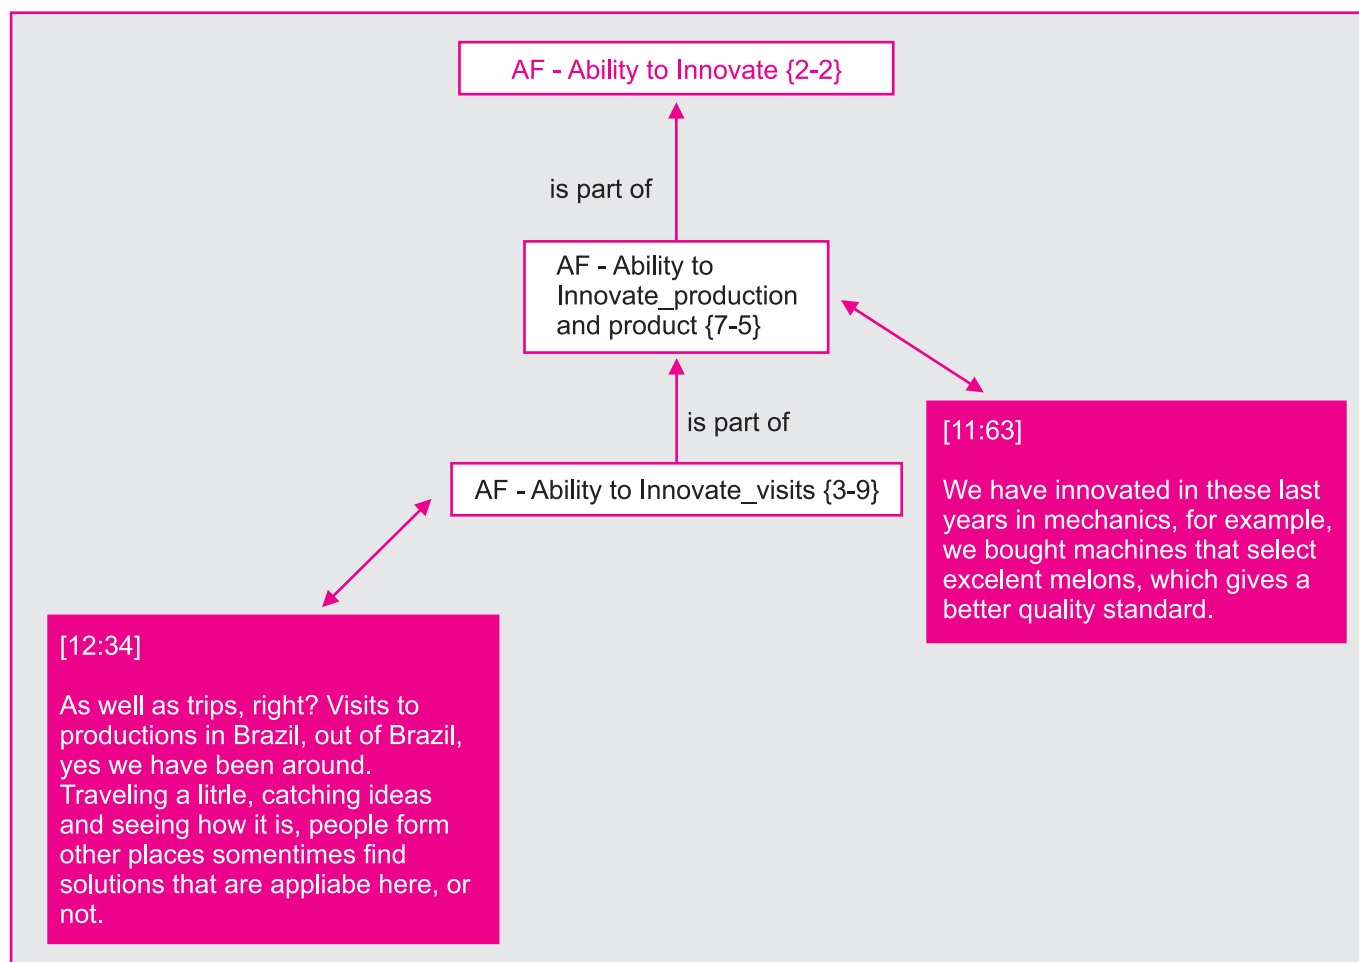 AF - Ability to Innovate {2-2}
is part of
AF - Ability to
Innovate_production
and product {7-5}
is part of
AF - Ability to Innovate_visits {3-9}
[11:63]
We have innovated in these last
years in mechanics, for example,
we bought machines that select
excelent melons, which gives a
better quality standard.
[12:34]
As well as trips, right? Visits to
productions in Brazil, out of Brazil,
yes we have been around.
Traveling a litrle, catching ideas
and seeing how it is, people form
other places somentimes find
solutions that are appliabe here, or
not.